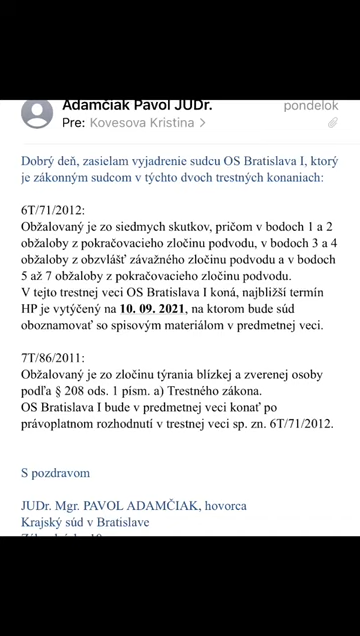 Adamčiak Pavol JUDr.
pondelok
Pre: Kovesova Kristina >
Dobrý deň, zasielam vyjadrenie sudcu OS Bratislava I, ktorý
je zákonným sudcom v týchto dvoch trestných konaniach:
6T/71/2012:
Obžalovaný je zo siedmych skutkov, pričom v bodoch 1 a 2
obžaloby z pokračovacieho zločinu podvodu, v bodoch 3 a 4
obžaloby z obzvlášť závažného zločinu podvodu a v bodoch
5 až 7 obžaloby z pokračovacieho zločinu podvodu.
V tejto trestnej veci OS Bratislava I koná, najbližší termín
HP je vytýčený na 10. 09. 2021, na ktorom bude súd
oboznamovať so spisovým materiálom v predmetnej veci.
7T/86/2011:
Obžalovaný je zo zločinu týrania blízkej a zverenej osoby
podľa § 208 ods. 1 písm. a) Trestného zákona.
OS Bratislava I bude v predmetnej veci konať po
právoplatnom rozhodnutí v trestnej veci sp. zn. 6T/71/2012.
S pozdravom
JUDr. Mgr. PAVOL ADAMČIAK, hovorca
Krajský súd v Bratislave